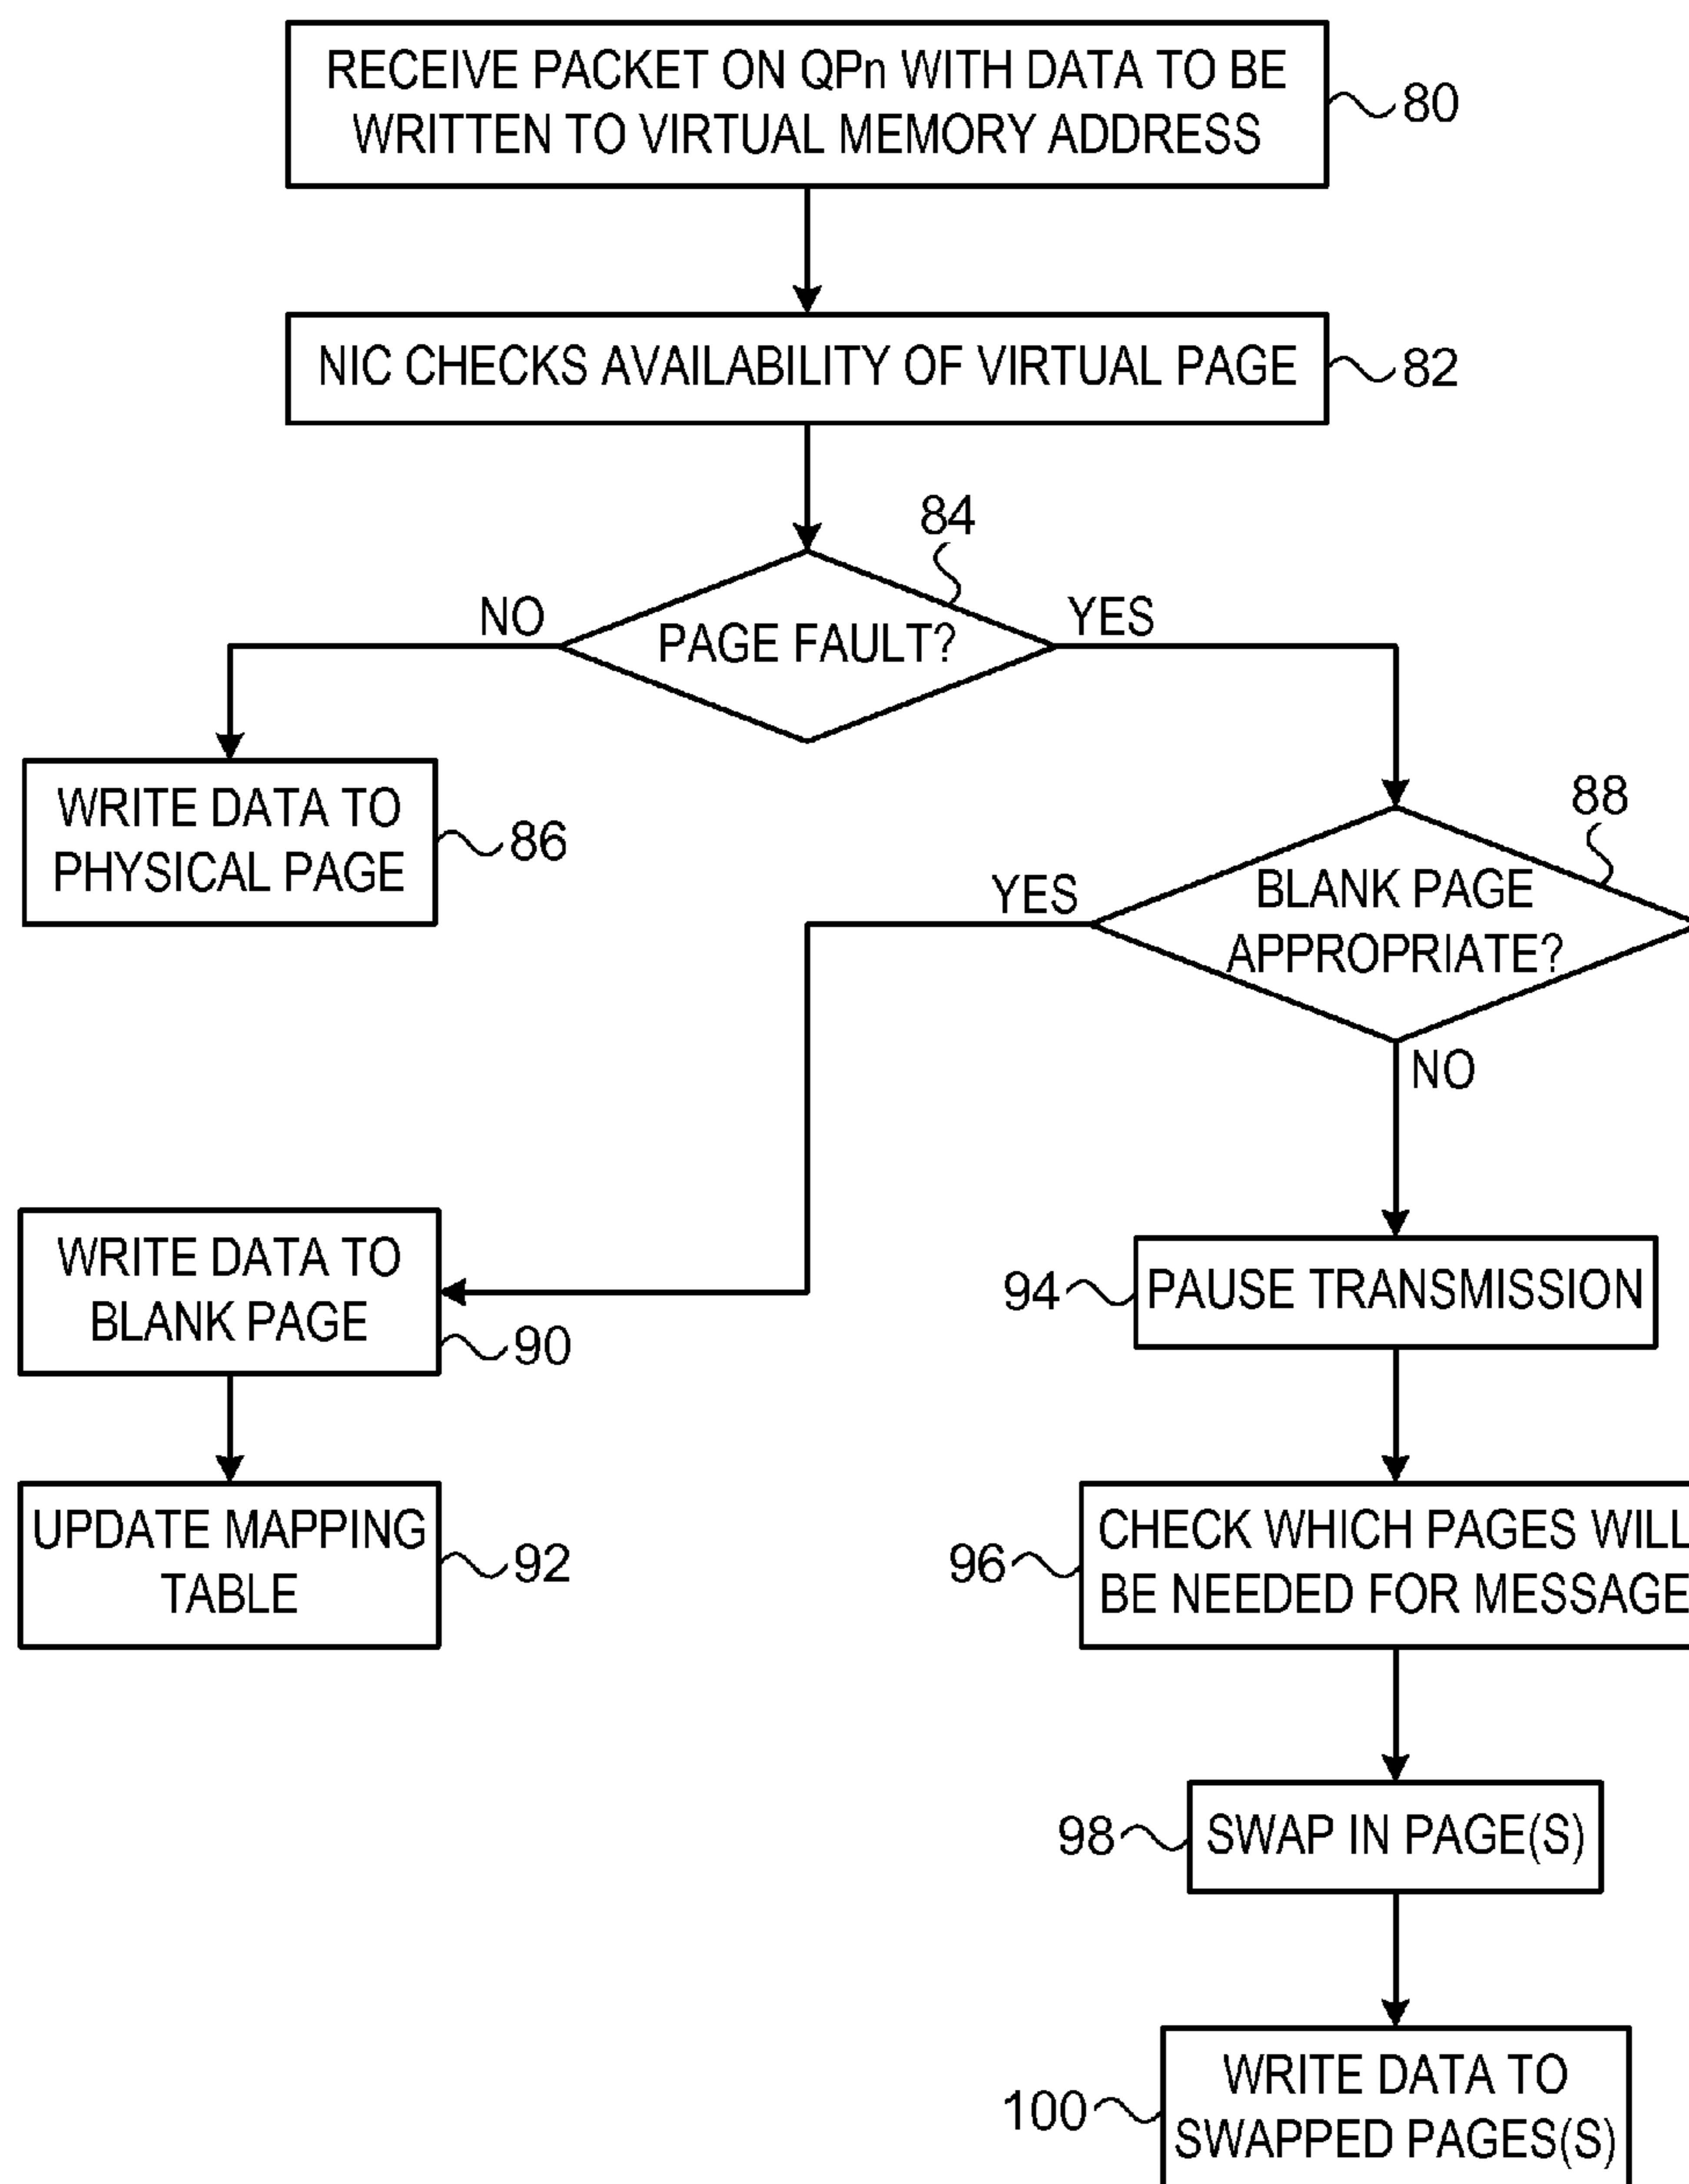 RECEIVE PACKET ON QPn WITH DATA TO BE
WRITTEN TO VIRTUAL MEMORY ADDRESS
80
NIC CHECKS AVAILABILITY OF VIRTUAL PAGE
82
84
NO
PAGE FAULT?
YES
WRITE DATA TO
PHYSICAL PAGE
86
88
YES
BLANK PAGE
APPROPRIATE?
NO
WRITE DATA TO
BLANK PAGE
90
94
PAUSE TRANSMISSION
UPDATE MAPPING
TABLE
92
96
CHECK WHICH PAGES WILL
BE NEEDED FOR MESSAGE
98
SWAP IN PAGE(S)
100
WRITE DATA TO
SWAPPED PAGES(S)